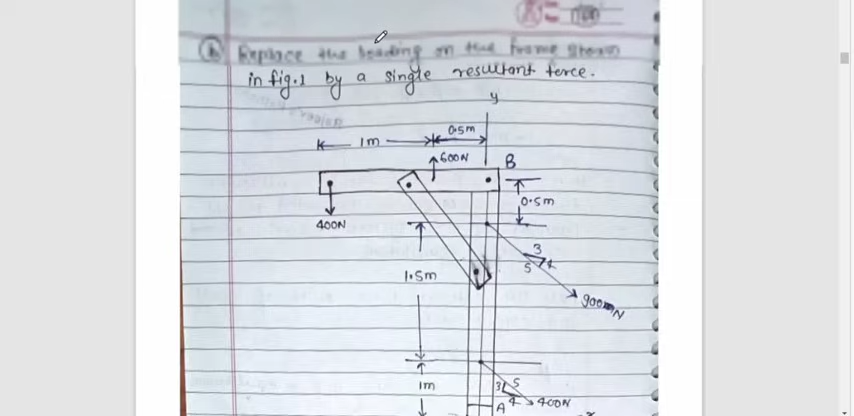 (b) Replace the loading on the frame shown
in fig.1 by a single resultant force.
y
1m
0.5m
600N
B
0.5m
400N
1.5m
3
5
4
900N
1m
3
5
4
400N
A